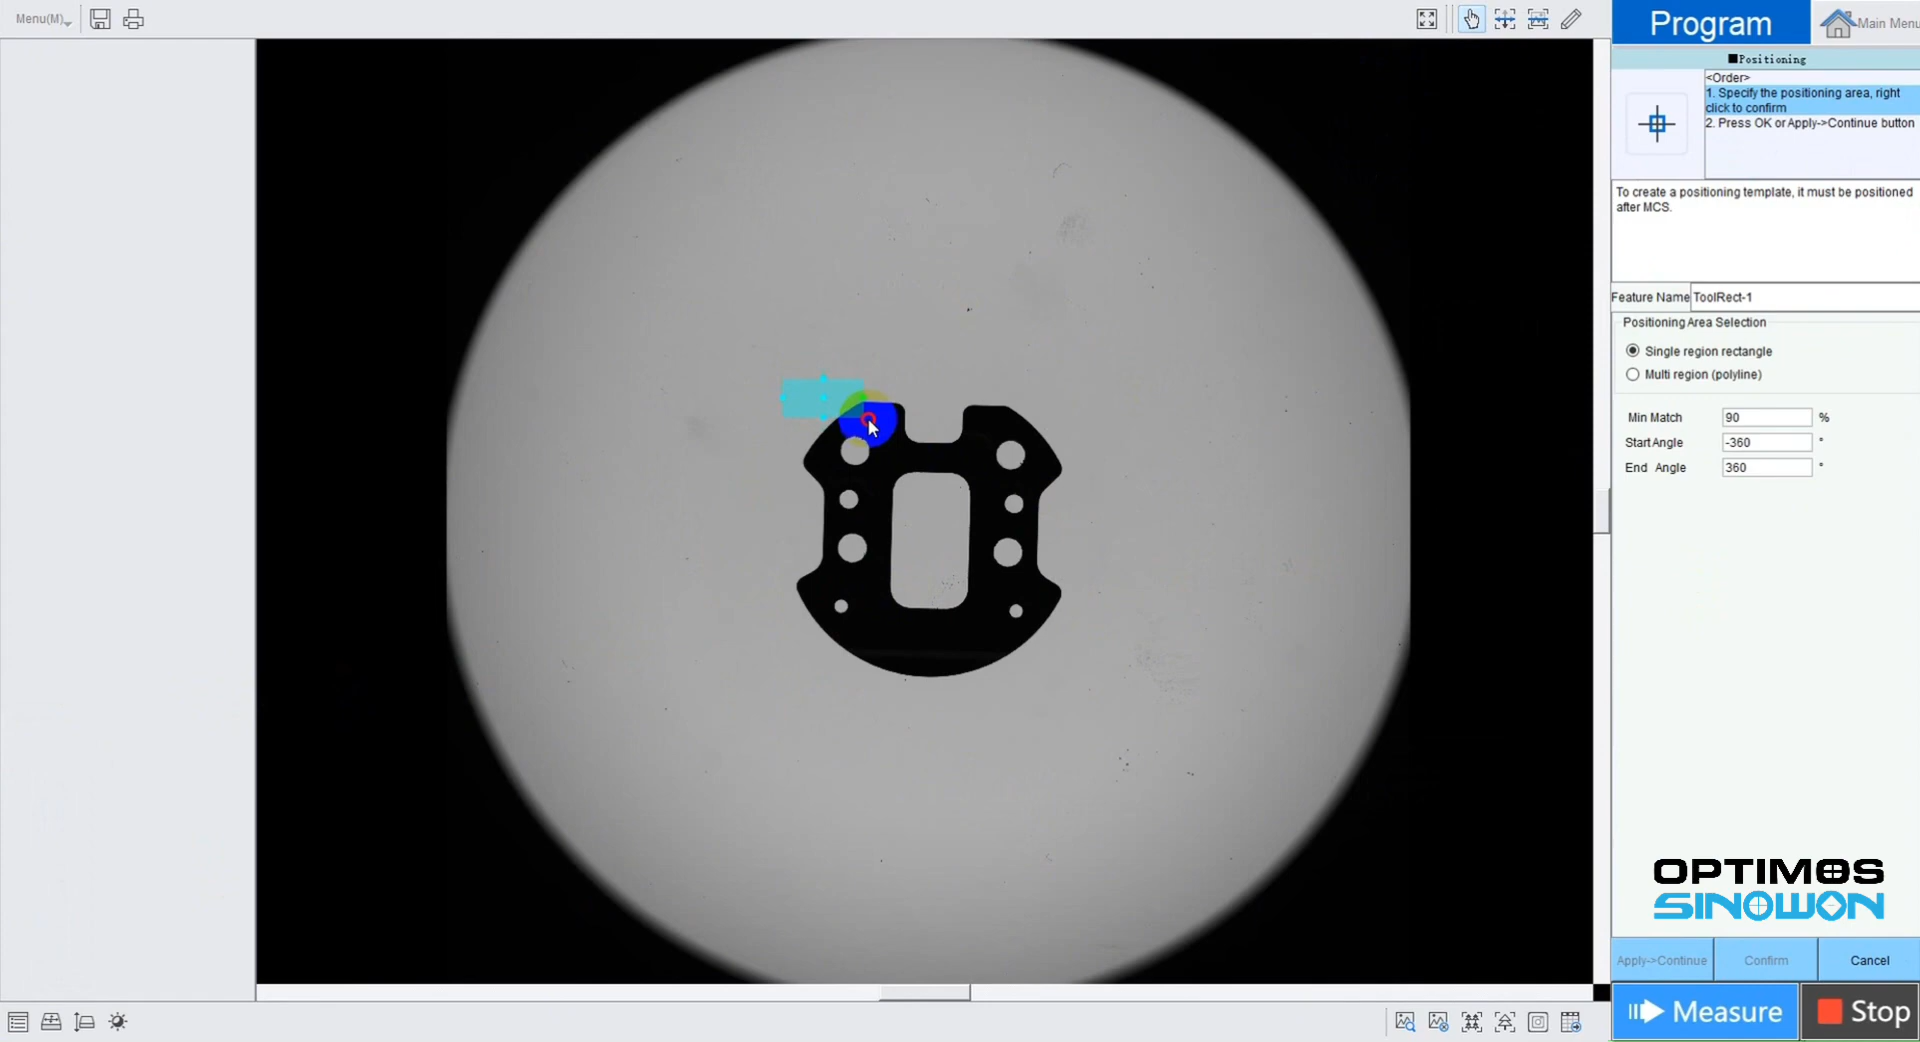 Menu(M)
Program
Main Menu
■Positioning
<Order>
1. Specify the positioning area, right
click to confirm
2. Press OK or Apply->Continue button
To create a positioning template, it must be positioned
after MCS.
Feature Name ToolRect-1
Positioning Area Selection
Single region rectangle
Multi region (polyline)
Min Match 90 %
Start Angle -360 °
End Angle 360 °
OPTIMOS
SINOWON
Apply->Continue Confirm Cancel
Measure Stop